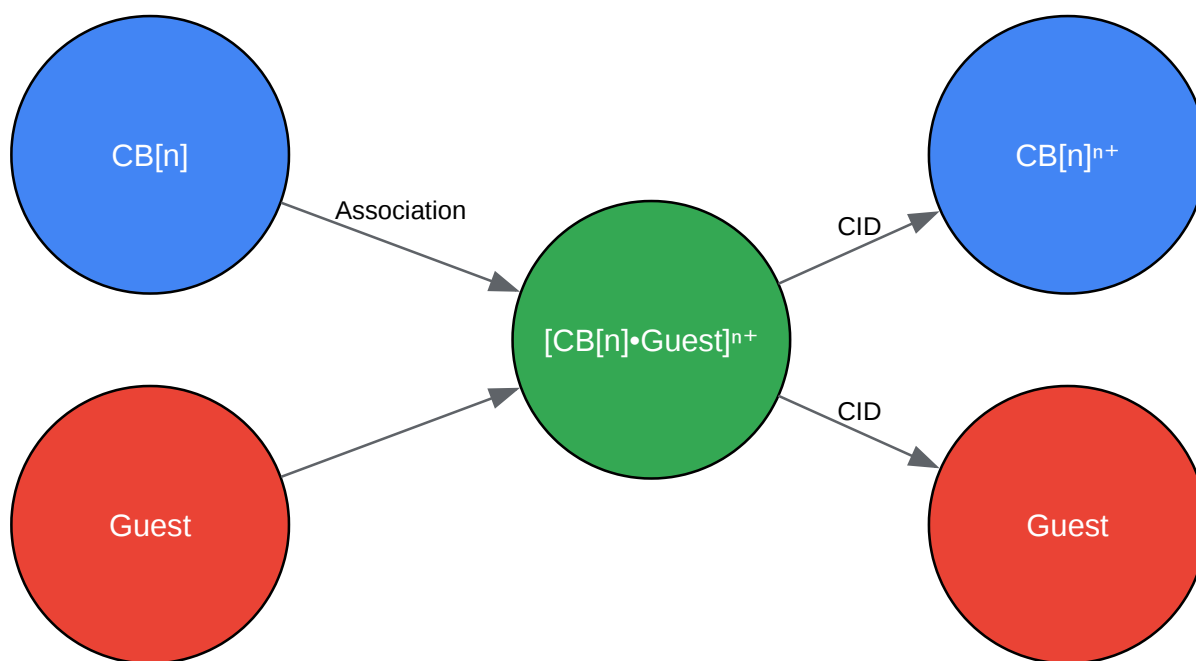 CB[n]
CB[n]ⁿ⁺
Association
CID
[CB[n]•Guest]ⁿ⁺
CID
Guest
Guest